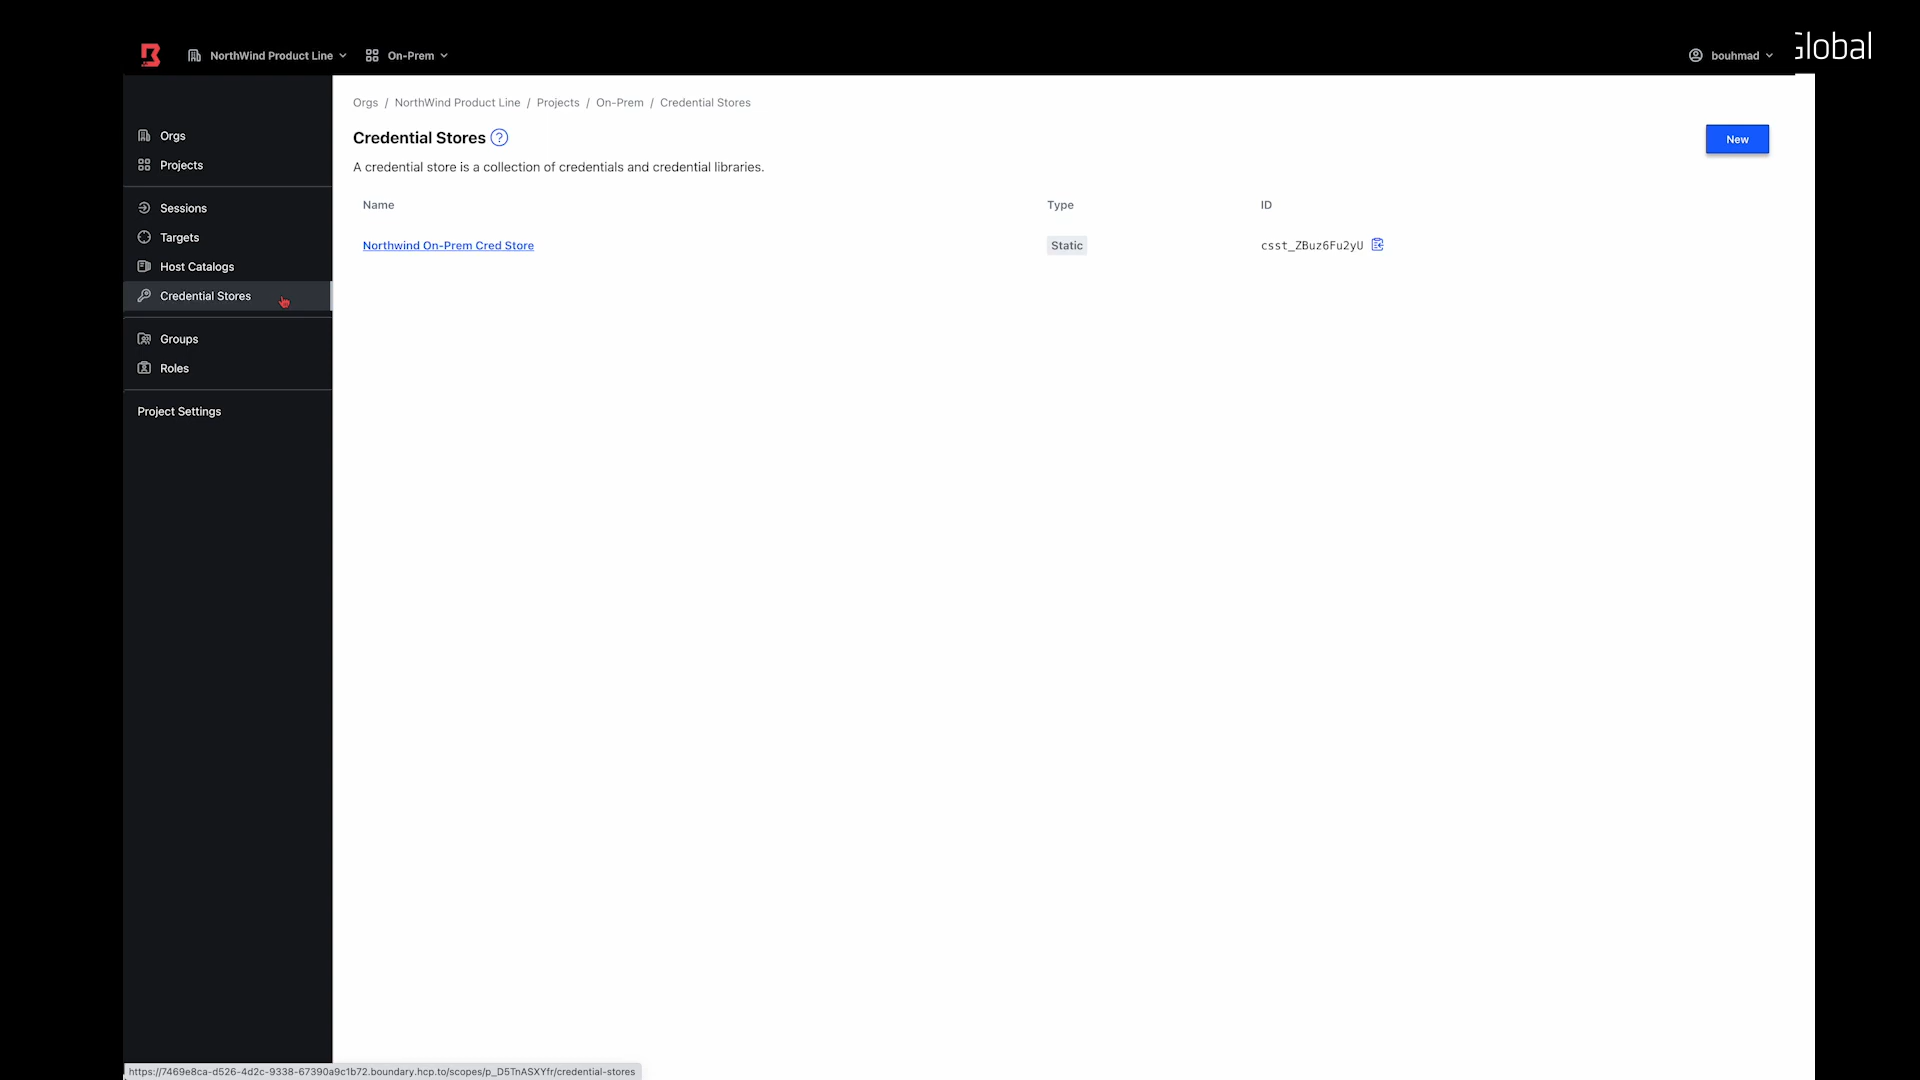 NorthWind Product Line
On-Prem
bouhmad
Global
Orgs
Projects
Sessions
Targets
Host Catalogs
Credential Stores
Groups
Roles
Project Settings
Orgs / NorthWind Product Line / Projects / On-Prem / Credential Stores
Credential Stores ?
New
A credential store is a collection of credentials and credential libraries.
Name Type ID
Northwind On-Prem Cred Store Static csst_ZBuz6Fu2yU
https://7469e8ca-d526-4d2c-9338-67390a9c1b72.boundary.hcp.to/scopes/p_D5TnASXYfr/credential-stores